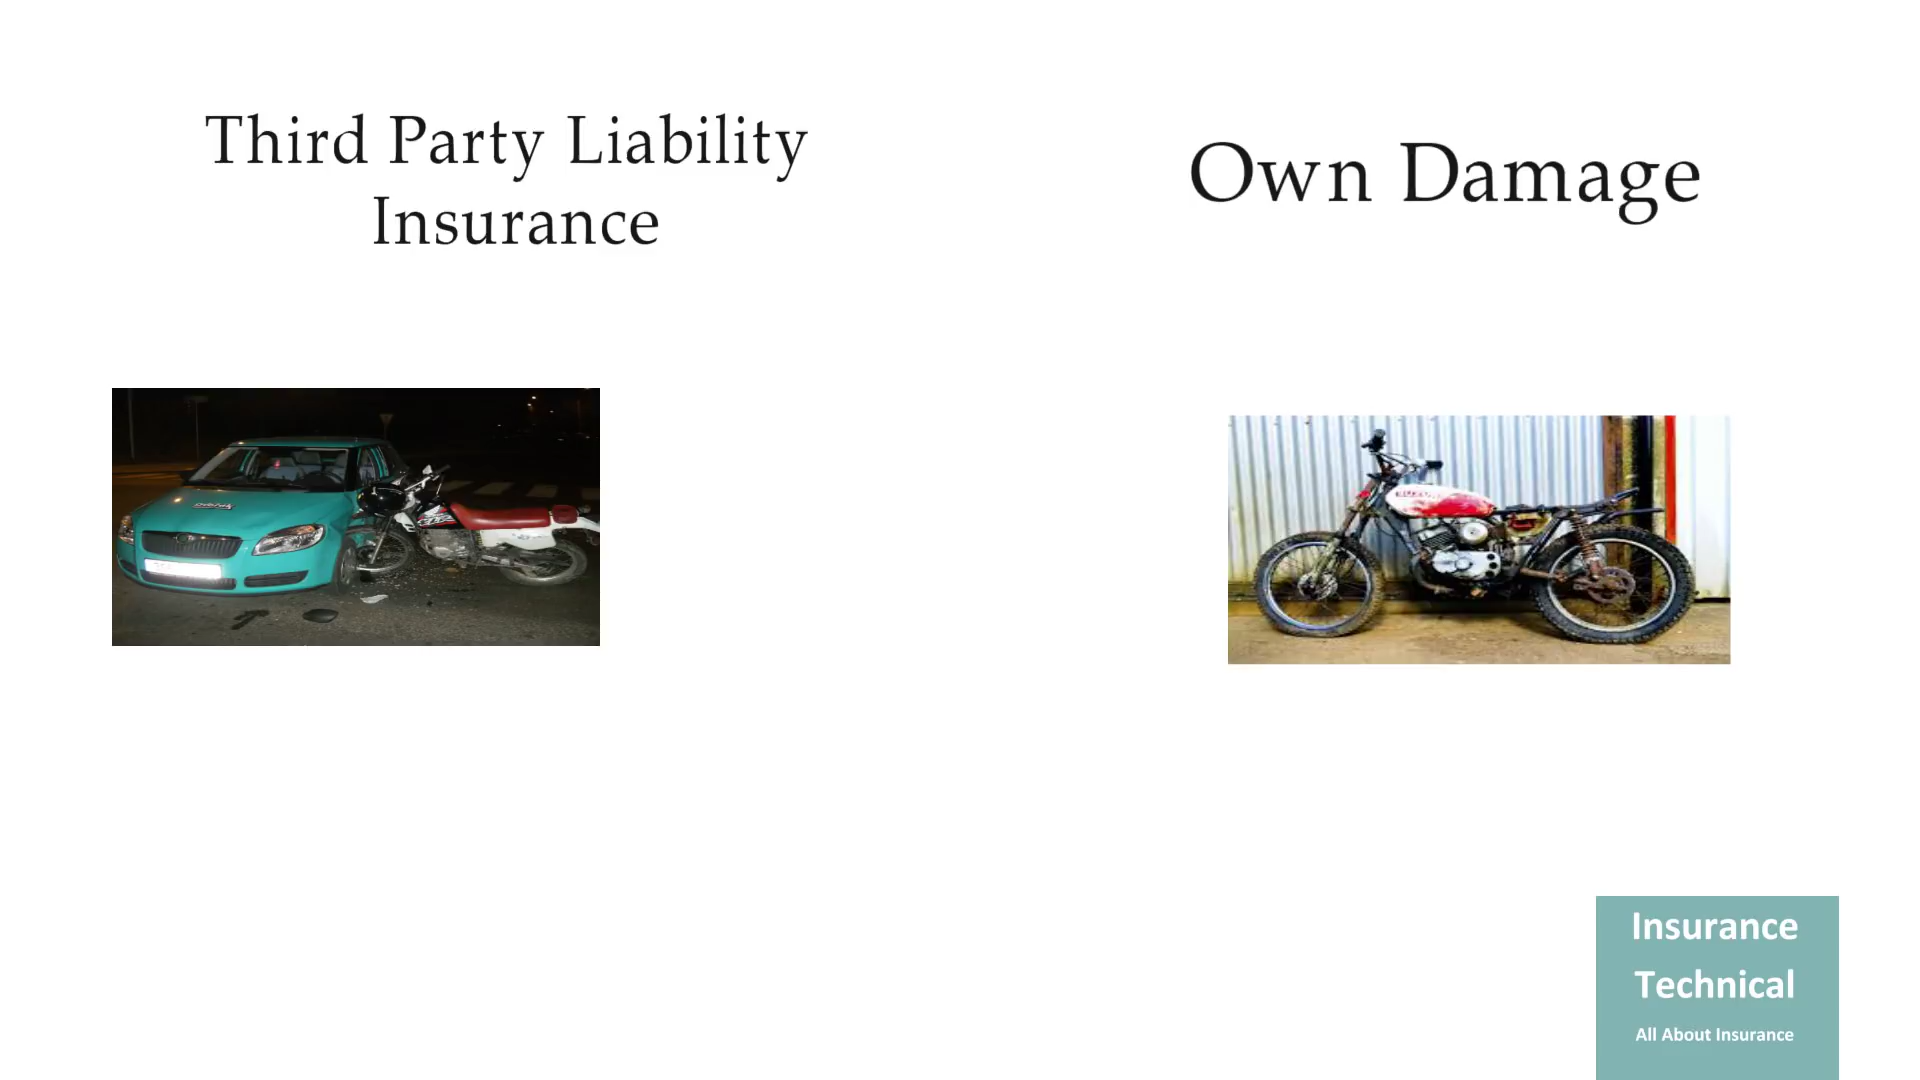 Third Party Liability
Insurance
Own Damage
Insurance
Technical
All About Insurance